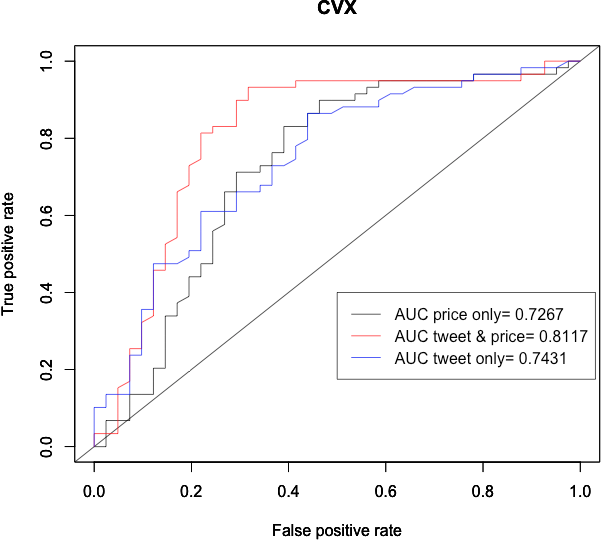 CVX
True positive rate
1.0
0.8
0.6
0.4
0.2
0.0
AUC price only= 0.7267
AUC tweet & price= 0.8117
AUC tweet only= 0.7431
0.0 0.2 0.4 0.6 0.8 1.0
False positive rate